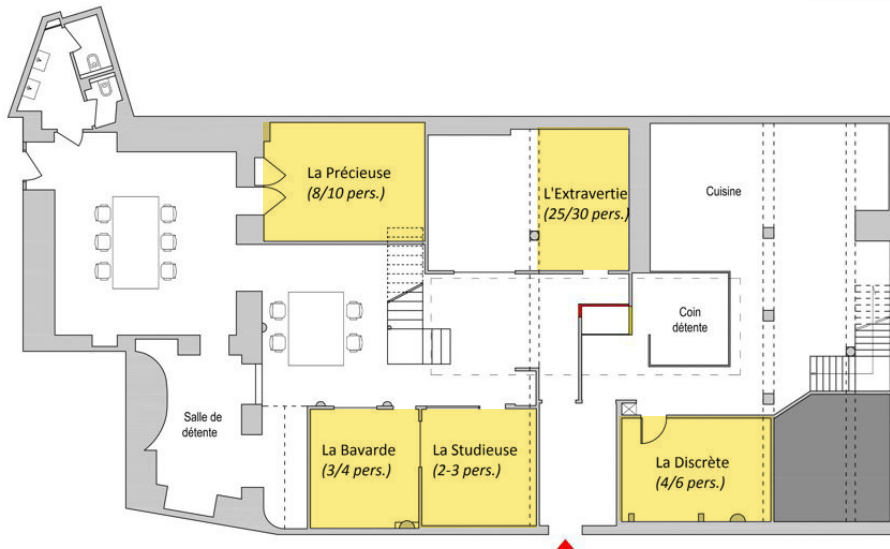 La Précieuse
(8/10 pers.)
L'Extravertie
(25/30 pers.)
Cuisine
Coin
détente
Salle de
détente
La Bavarde
(3/4 pers.)
La Studieuse
(2-3 pers.)
La Discrète
(4/6 pers.)